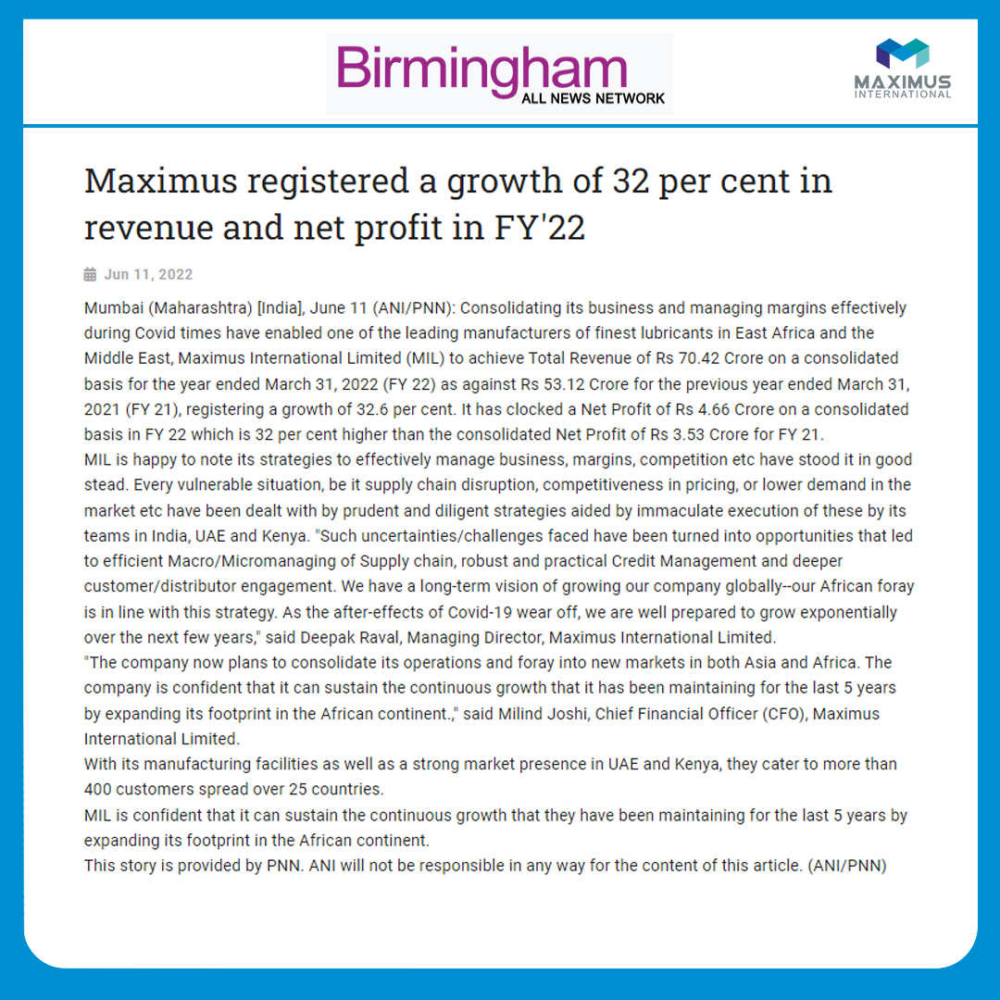 Birmingham
ALL NEWS NETWORK
MAXIMUS
INTERNATIONAL
Maximus registered a growth of 32 per cent in
revenue and net profit in FY'22
Jun 11, 2022
Mumbai (Maharashtra) [India], June 11 (ANI/PNN): Consolidating its business and managing margins effectively
during Covid times have enabled one of the leading manufacturers of finest lubricants in East Africa and the
Middle East, Maximus International Limited (MIL) to achieve Total Revenue of Rs 70.42 Crore on a consolidated
basis for the year ended March 31, 2022 (FY 22) as against Rs 53.12 Crore for the previous year ended March 31,
2021 (FY 21), registering a growth of 32.6 per cent. It has clocked a Net Profit of Rs 4.66 Crore on a consolidated
basis in FY 22 which is 32 per cent higher than the consolidated Net Profit of Rs 3.53 Crore for FY 21.
MIL is happy to note its strategies to effectively manage business, margins, competition etc have stood it in good
stead. Every vulnerable situation, be it supply chain disruption, competitiveness in pricing, or lower demand in the
market etc have been dealt with by prudent and diligent strategies aided by immaculate execution of these by its
teams in India, UAE and Kenya. "Such uncertainties/challenges faced have been turned into opportunities that led
to efficient Macro/Micromanaging of Supply chain, robust and practical Credit Management and deeper
customer/distributor engagement. We have a long-term vision of growing our company globally--our African foray
is in line with this strategy. As the after-effects of Covid-19 wear off, we are well prepared to grow exponentially
over the next few years," said Deepak Raval, Managing Director, Maximus International Limited.
"The company now plans to consolidate its operations and foray into new markets in both Asia and Africa. The
company is confident that it can sustain the continuous growth that it has been maintaining for the last 5 years
by expanding its footprint in the African continent.," said Milind Joshi, Chief Financial Officer (CFO), Maximus
International Limited.
With its manufacturing facilities as well as a strong market presence in UAE and Kenya, they cater to more than
400 customers spread over 25 countries.
MIL is confident that it can sustain the continuous growth that they have been maintaining for the last 5 years by
expanding its footprint in the African continent.
This story is provided by PNN. ANI will not be responsible in any way for the content of this article. (ANI/PNN)